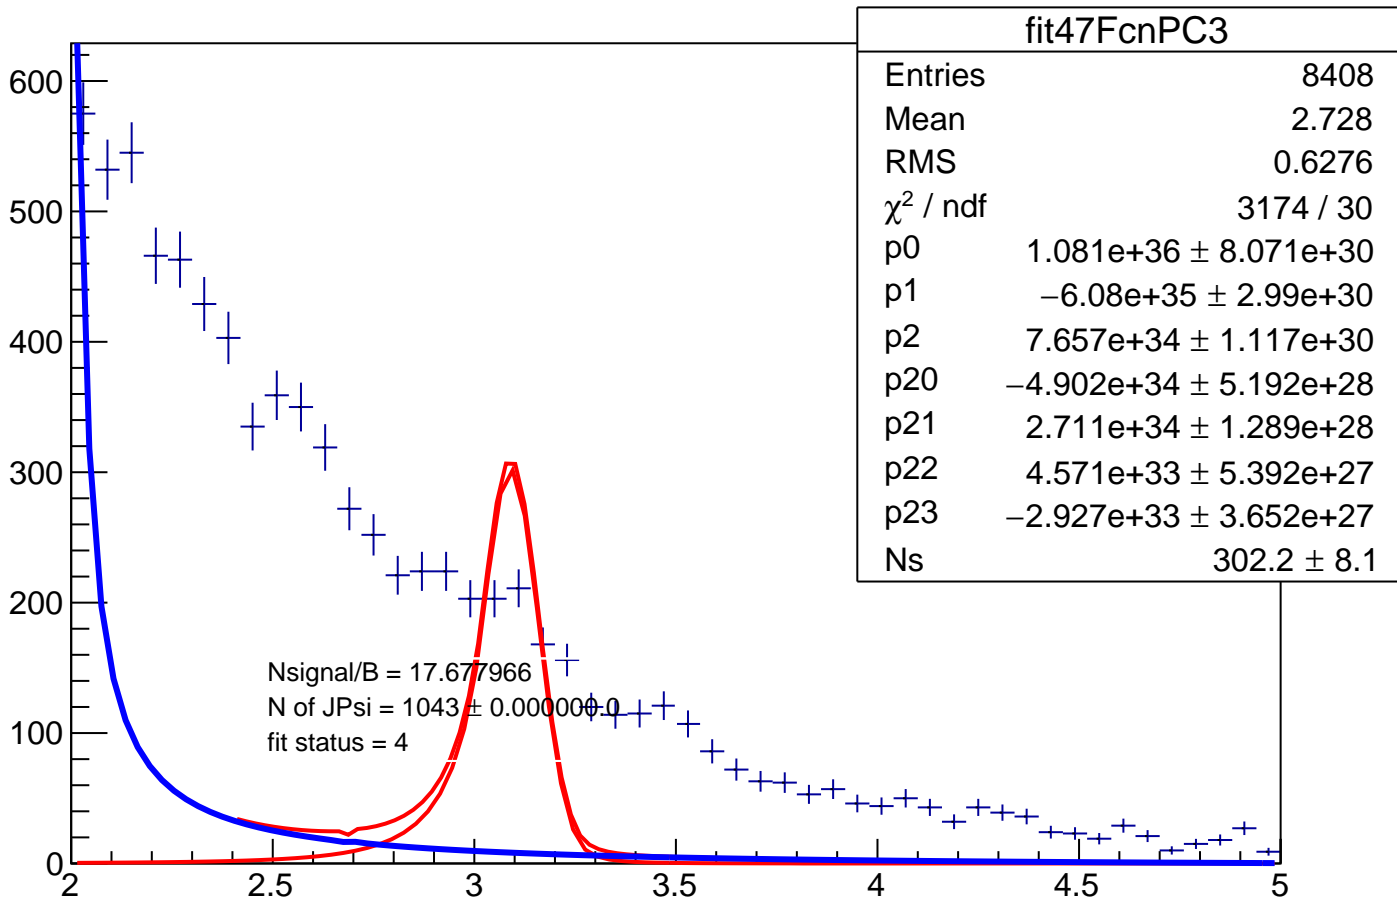 fit47FcnPC3
Entries 8408
Mean 2.728
RMS 0.6276
χ² / ndf 3174 / 30
p0 1.081e+36 ± 8.071e+30
p1 −6.08e+35 ± 2.99e+30
p2 7.657e+34 ± 1.117e+30
p20 −4.902e+34 ± 5.192e+28
p21 2.711e+34 ± 1.289e+28
p22 4.571e+33 ± 5.392e+27
p23 −2.927e+33 ± 3.652e+27
Ns 302.2 ± 8.1
600
500
400
300
200
100
0
Nsignal/B = 17.677966
N of JPsi = 1043 ± 0.000000.0
fit status = 4
2 2.5 3 3.5 4 4.5 5